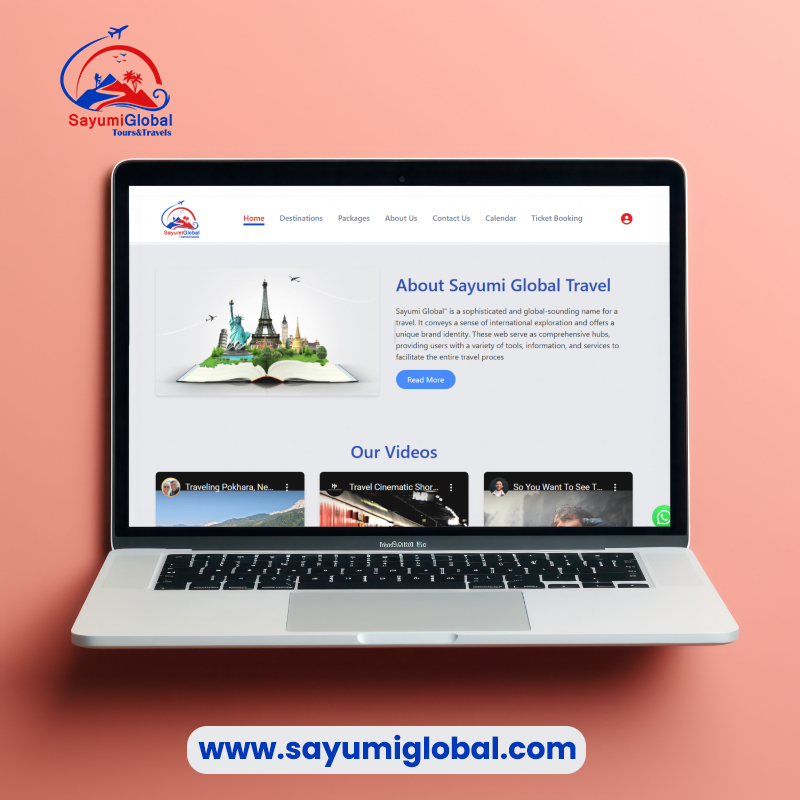 SayumiGlobal
Tours&Travels
SayumiGlobal
Home Destinations Packages About Us Contact Us Calendar Ticket Booking
About Sayumi Global Travel
Sayumi Global" is a sophisticated and global-sounding name for a
travel. It conveys a sense of international exploration and offers a
unique brand identity. These web serve as comprehensive hubs,
providing users with a variety of tools, information, and services to
facilitate the entire travel proces
Read More
Our Videos
Traveling Pokhara, Ne...
Travel Cinematic Shor...
So You Want To See T...
www.sayumiglobal.com